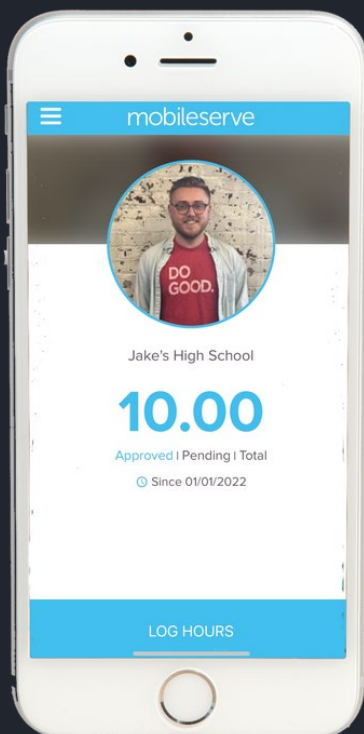 mobileserve
DO
GOOD.
Jake's High School
10.00
Approved | Pending | Total
Since 01/01/2022
LOG HOURS